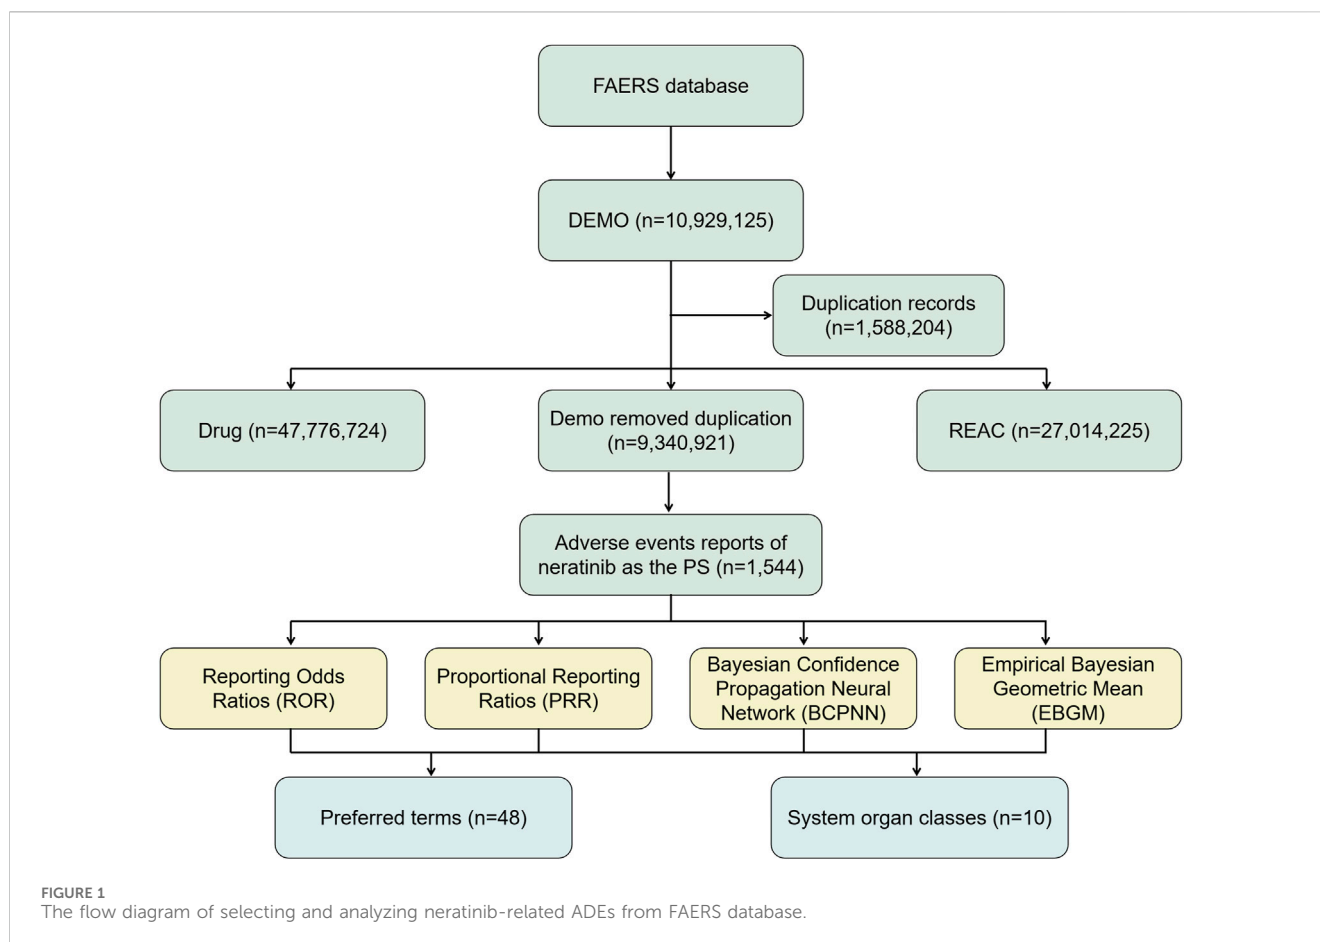 FAERS database
DEMO (n=10,929,125)
Duplication records
(n=1,588,204)
Drug (n=47,776,724)
Demo removed duplication
(n=9,340,921)
REAC (n=27,014,225)
Adverse events reports of
neratinib as the PS (n=1,544)
Reporting Odds
Ratios (ROR)
Proportional Reporting
Ratios (PRR)
Bayesian Confidence
Propagation Neural
Network (BCPNN)
Empirical Bayesian
Geometric Mean
(EBGM)
Preferred terms (n=48)
System organ classes (n=10)
FIGURE 1
The flow diagram of selecting and analyzing neratinib-related ADEs from FAERS database.